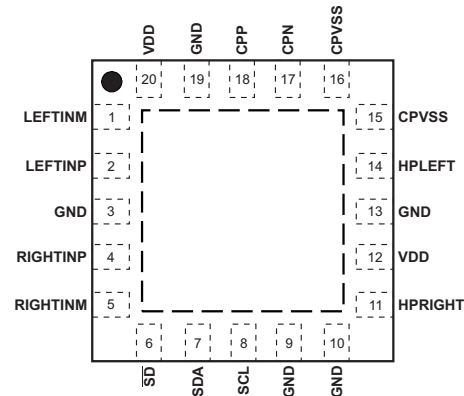 VDD
GND
CPP
CPN
CPVSS
20
19
18
17
16
LEFTINM 1
15 CPVSS
LEFTINP 2
14 HPLEFT
GND 3
13 GND
RIGHTINP 4
12 VDD
RIGHTINM 5
11 HPRIGHT
6
7
8
9
10
SD
SDA
SCL
GND
GND